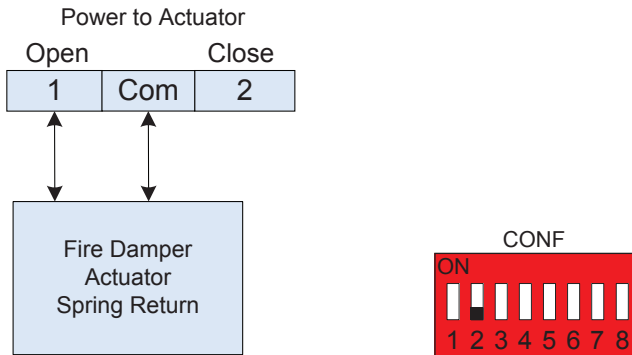 Power to Actuator
Open Close
1 Com 2
Fire Damper
Actuator
Spring Return
CONF
ON
1 2 3 4 5 6 7 8